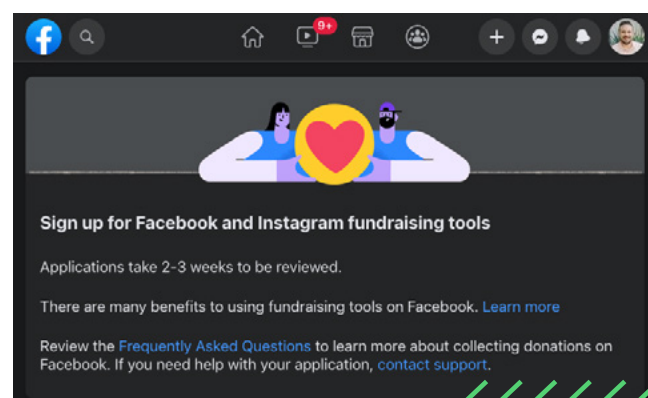 9+
Sign up for Facebook and Instagram fundraising tools
Applications take 2-3 weeks to be reviewed.
There are many benefits to using fundraising tools on Facebook. Learn more
Review the Frequently Asked Questions to learn more about collecting donations on
Facebook. If you need help with your application, contact support.